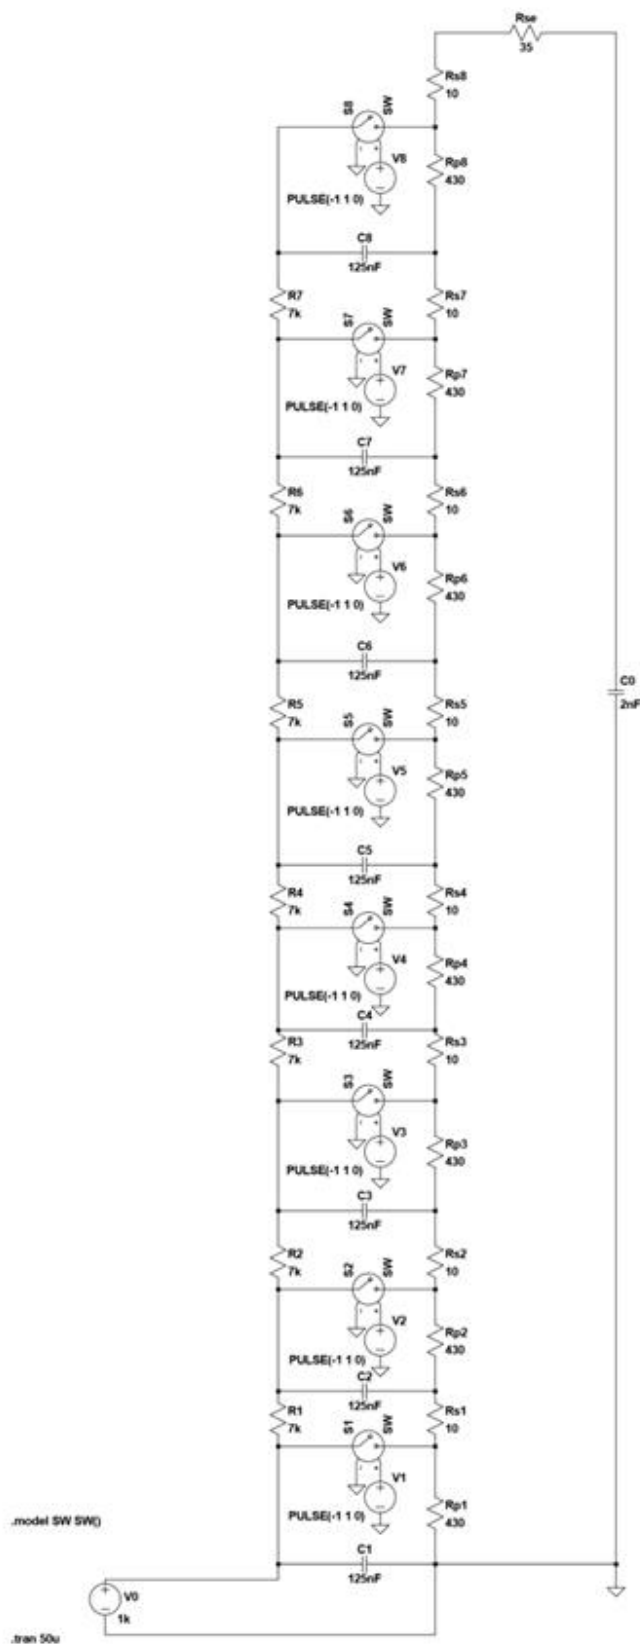 Rse
35
Rs8
10
S8
SW
V8
Rp8
430
PULSE(-1 1 0)
C8
125nF
R7
7k
Rs7
10
S7
SW
V7
Rp7
430
PULSE(-1 1 0)
C7
125nF
R6
7k
Rs6
10
S6
SW
V6
Rp6
430
PULSE(-1 1 0)
C6
125nF
C0
2nF
R5
7k
Rs5
10
S5
SW
V5
Rp5
430
PULSE(-1 1 0)
C5
125nF
R4
7k
Rs4
10
S4
SW
V4
Rp4
430
PULSE(-1 1 0)
C4
125nF
R3
7k
Rs3
10
S3
SW
V3
Rp3
430
PULSE(-1 1 0)
C3
125nF
R2
7k
Rs2
10
S2
SW
V2
Rp2
430
PULSE(-1 1 0)
C2
125nF
R1
7k
Rs1
10
S1
SW
V1
Rp1
430
PULSE(-1 1 0)
.model SW SW()
C1
125nF
V0
1k
.tran 50u